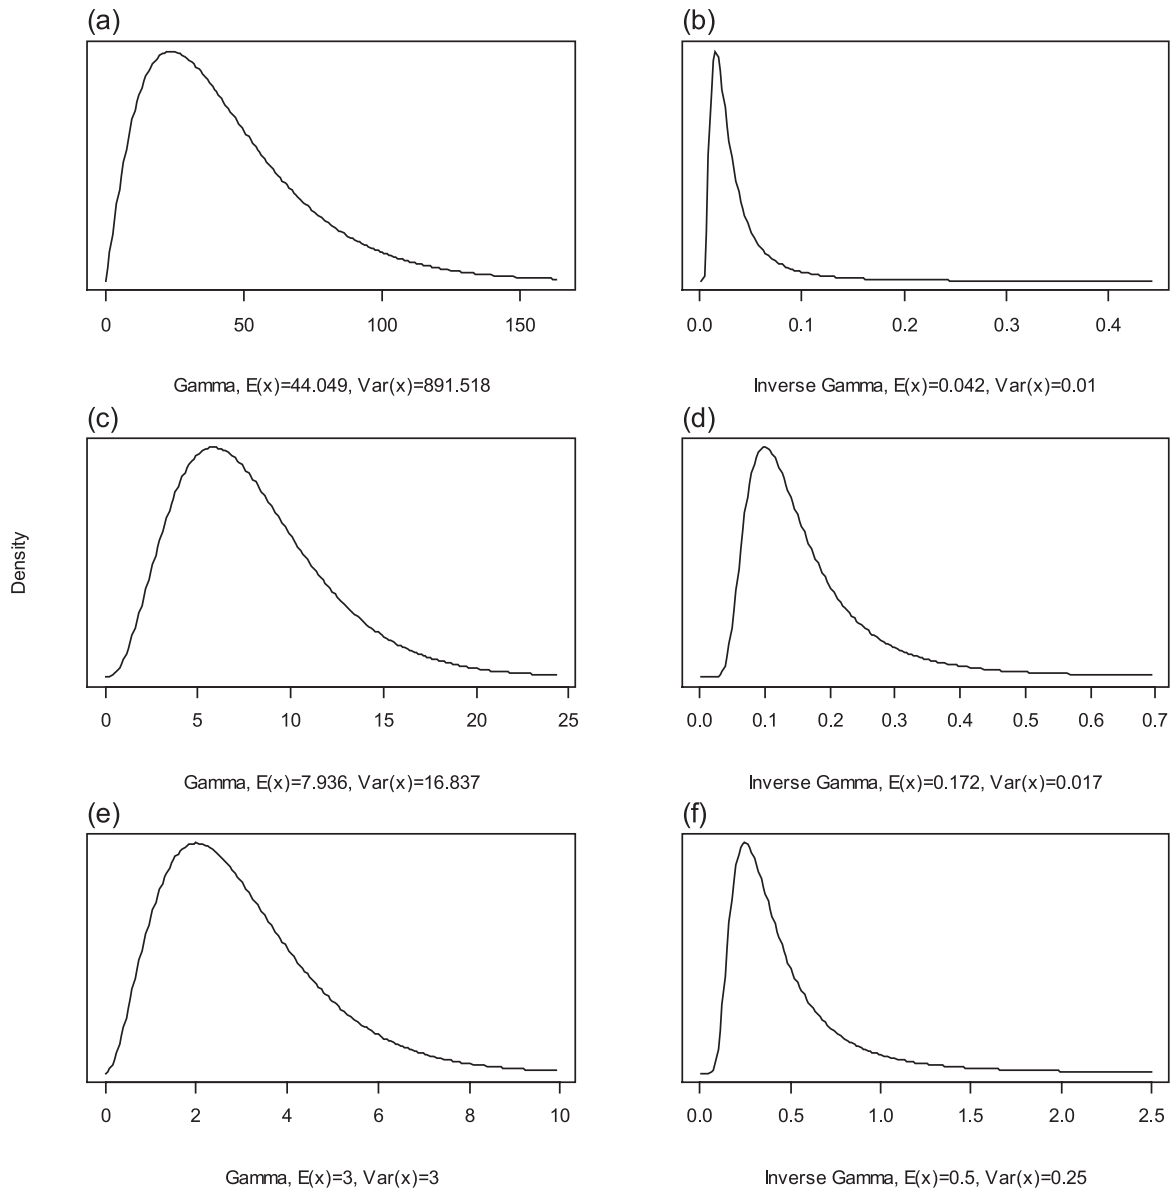 (a)
(b)
0 50 100 150
0.0 0.1 0.2 0.3 0.4
Gamma, E(x)=44.049, Var(x)=891.518
Inverse Gamma, E(x)=0.042, Var(x)=0.01
(c)
(d)
Density
0 5 10 15 20 25
0.0 0.1 0.2 0.3 0.4 0.5 0.6 0.7
Gamma, E(x)=7.936, Var(x)=16.837
Inverse Gamma, E(x)=0.172, Var(x)=0.017
(e)
(f)
0 2 4 6 8 10
0.0 0.5 1.0 1.5 2.0 2.5
Gamma, E(x)=3, Var(x)=3
Inverse Gamma, E(x)=0.5, Var(x)=0.25